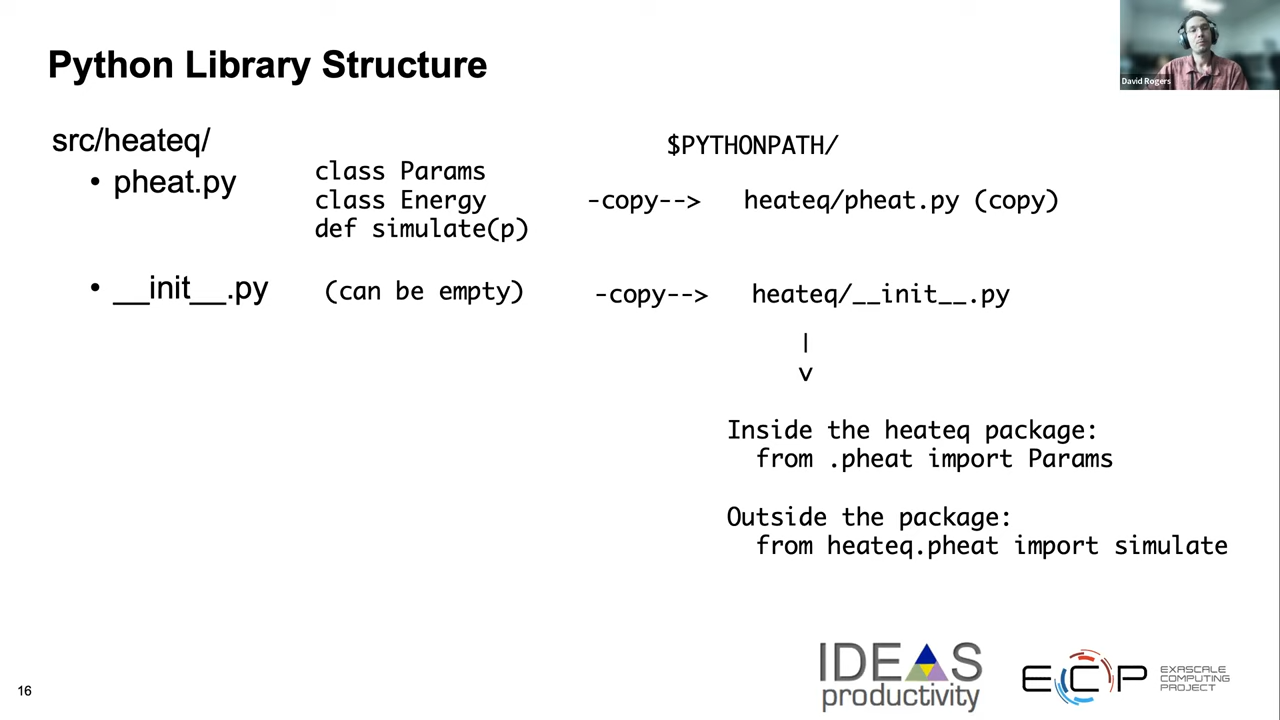 Python Library Structure
David Rogers
src/heateq/
• pheat.py
class Params
class Energy
def simulate(p)
$PYTHONPATH/
-copy--> heateq/pheat.py (copy)
• __init__.py (can be empty) -copy--> heateq/__init__.py
|
v
Inside the heateq package:
from .pheat import Params
Outside the package:
from heateq.pheat import simulate
16
IDEAS
productivity
ECP
EXASCALE
COMPUTING
PROJECT